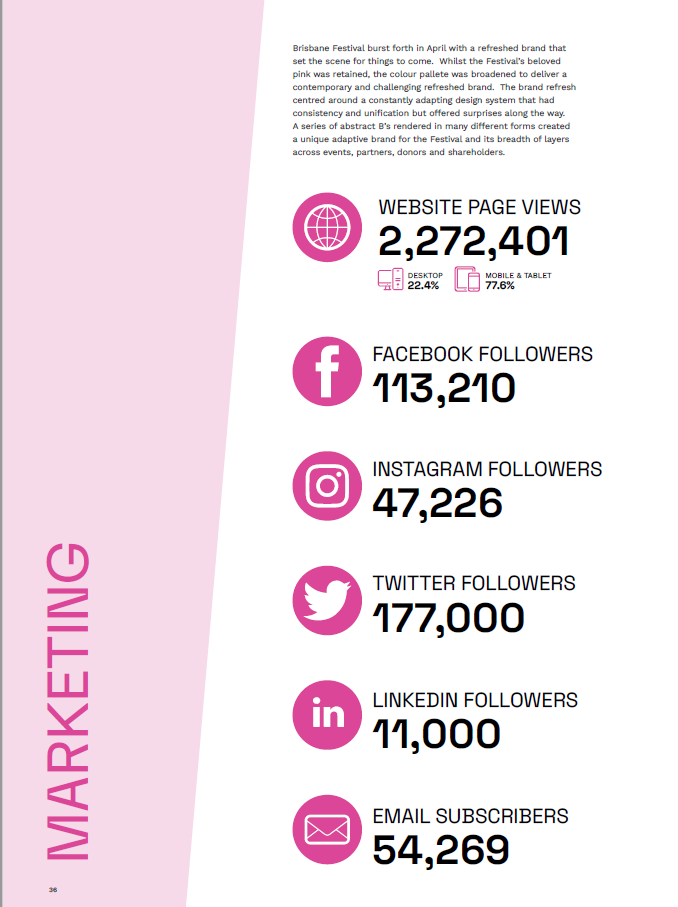 Brisbane Festival burst forth in April with a refreshed brand that
set the scene for things to come. Whilst the Festival's beloved
pink was retained, the colour pallete was broadened to deliver a
contemporary and challenging refreshed brand. The brand refresh
centred around a constantly adapting design system that had
consistency and unification but offered surprises along the way.
A series of abstract B's rendered in many different forms created
a unique adaptive brand for the Festival and its breadth of layers
across events, partners, donors and shareholders.
WEBSITE PAGE VIEWS
2,272,401
DESKTOP
22.4%
MOBILE & TABLET
77.6%
FACEBOOK FOLLOWERS
113,210
INSTAGRAM FOLLOWERS
47,226
TWITTER FOLLOWERS
177,000
in
LINKEDIN FOLLOWERS
11,000
EMAIL SUBSCRIBERS
54,269
MARKETING
36